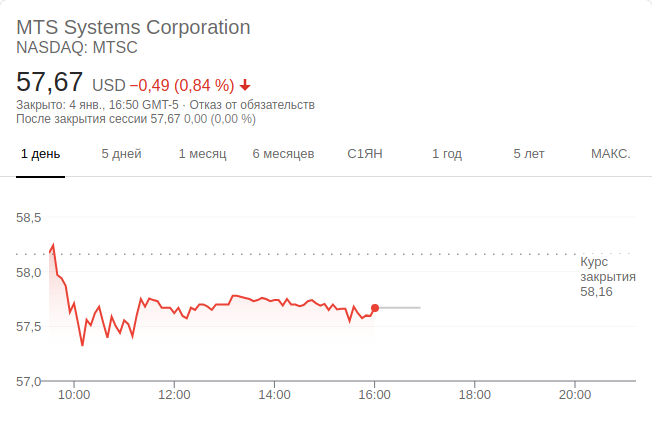 MTS Systems Corporation
NASDAQ: MTSC
57,67 USD −0,49 (0,84 %)
Закрыто: 4 янв., 16:50 GMT-5 · Отказ от обязательств
После закрытия сессии 57,67 0,00 (0,00 %)
1 день 5 дней 1 месяц 6 месяцев С1ЯН 1 год 5 лет МАКС.
58,5
Курс
58,0 закрытия
58,16
57,5
57,0
10:00 12:00 14:00 16:00 18:00 20:00